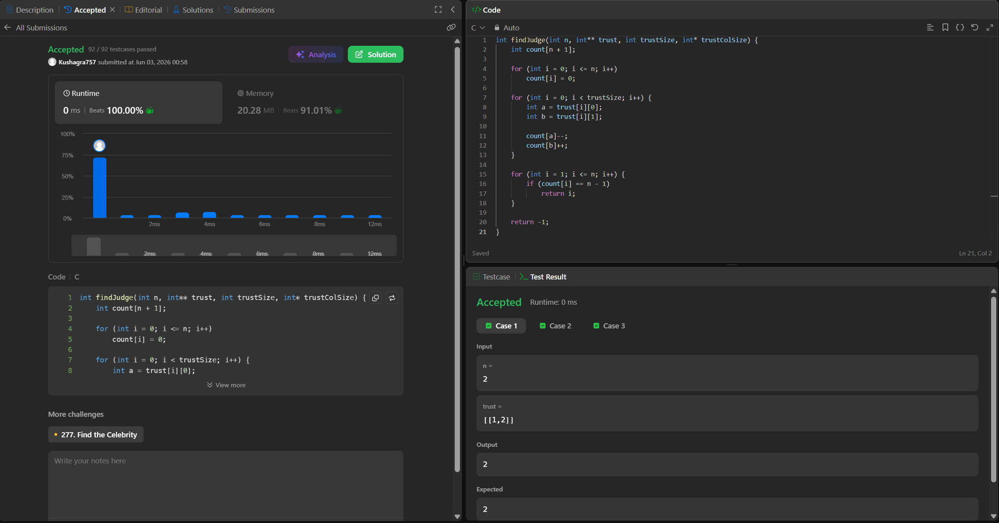 Description
Accepted
Editorial
Solutions
Submissions
All Submissions
Accepted 92 / 92 testcases passed
Kushagra757 submitted at Jun 03, 2026 00:58
Analysis
Solution
Runtime
0 ms | Beats 100.00%
Memory
20.28 MB | Beats 91.01%
100%
75%
50%
25%
0%
2ms 4ms 6ms 8ms 12ms
2ms 4ms 6ms 8ms 12ms
Code | C
1 int findJudge(int n, int** trust, int trustSize, int* trustColSize) {
2     int count[n + 1];
3
4     for (int i = 0; i <= n; i++)
5         count[i] = 0;
6
7     for (int i = 0; i < trustSize; i++) {
8         int a = trust[i][0];
View more
More challenges
277. Find the Celebrity
Write your notes here
</> Code
C
Auto
1 int findJudge(int n, int** trust, int trustSize, int* trustColSize) {
2     int count[n + 1];
3
4     for (int i = 0; i <= n; i++)
5         count[i] = 0;
6
7     for (int i = 0; i < trustSize; i++) {
8         int a = trust[i][0];
9         int b = trust[i][1];
10
11         count[a]--;
12         count[b]++;
13     }
14
15     for (int i = 1; i <= n; i++) {
16         if (count[i] == n - 1)
17             return i;
18     }
19
20     return -1;
21 }
Saved
Ln 21, Col 2
Testcase
Test Result
Accepted Runtime: 0 ms
Case 1
Case 2
Case 3
Input
n =
2
trust =
[[1,2]]
Output
2
Expected
2